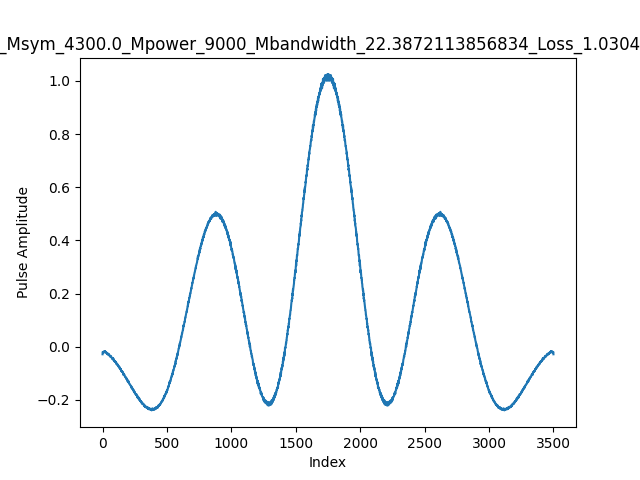 _Msym_4300.0_Mpower_9000_Mbandwidth_22.3872113856834_Loss_1.0304
1.0
0.8
0.6
0.4
0.2
0.0
−0.2
Pulse Amplitude
0 500 1000 1500 2000 2500 3000 3500
Index